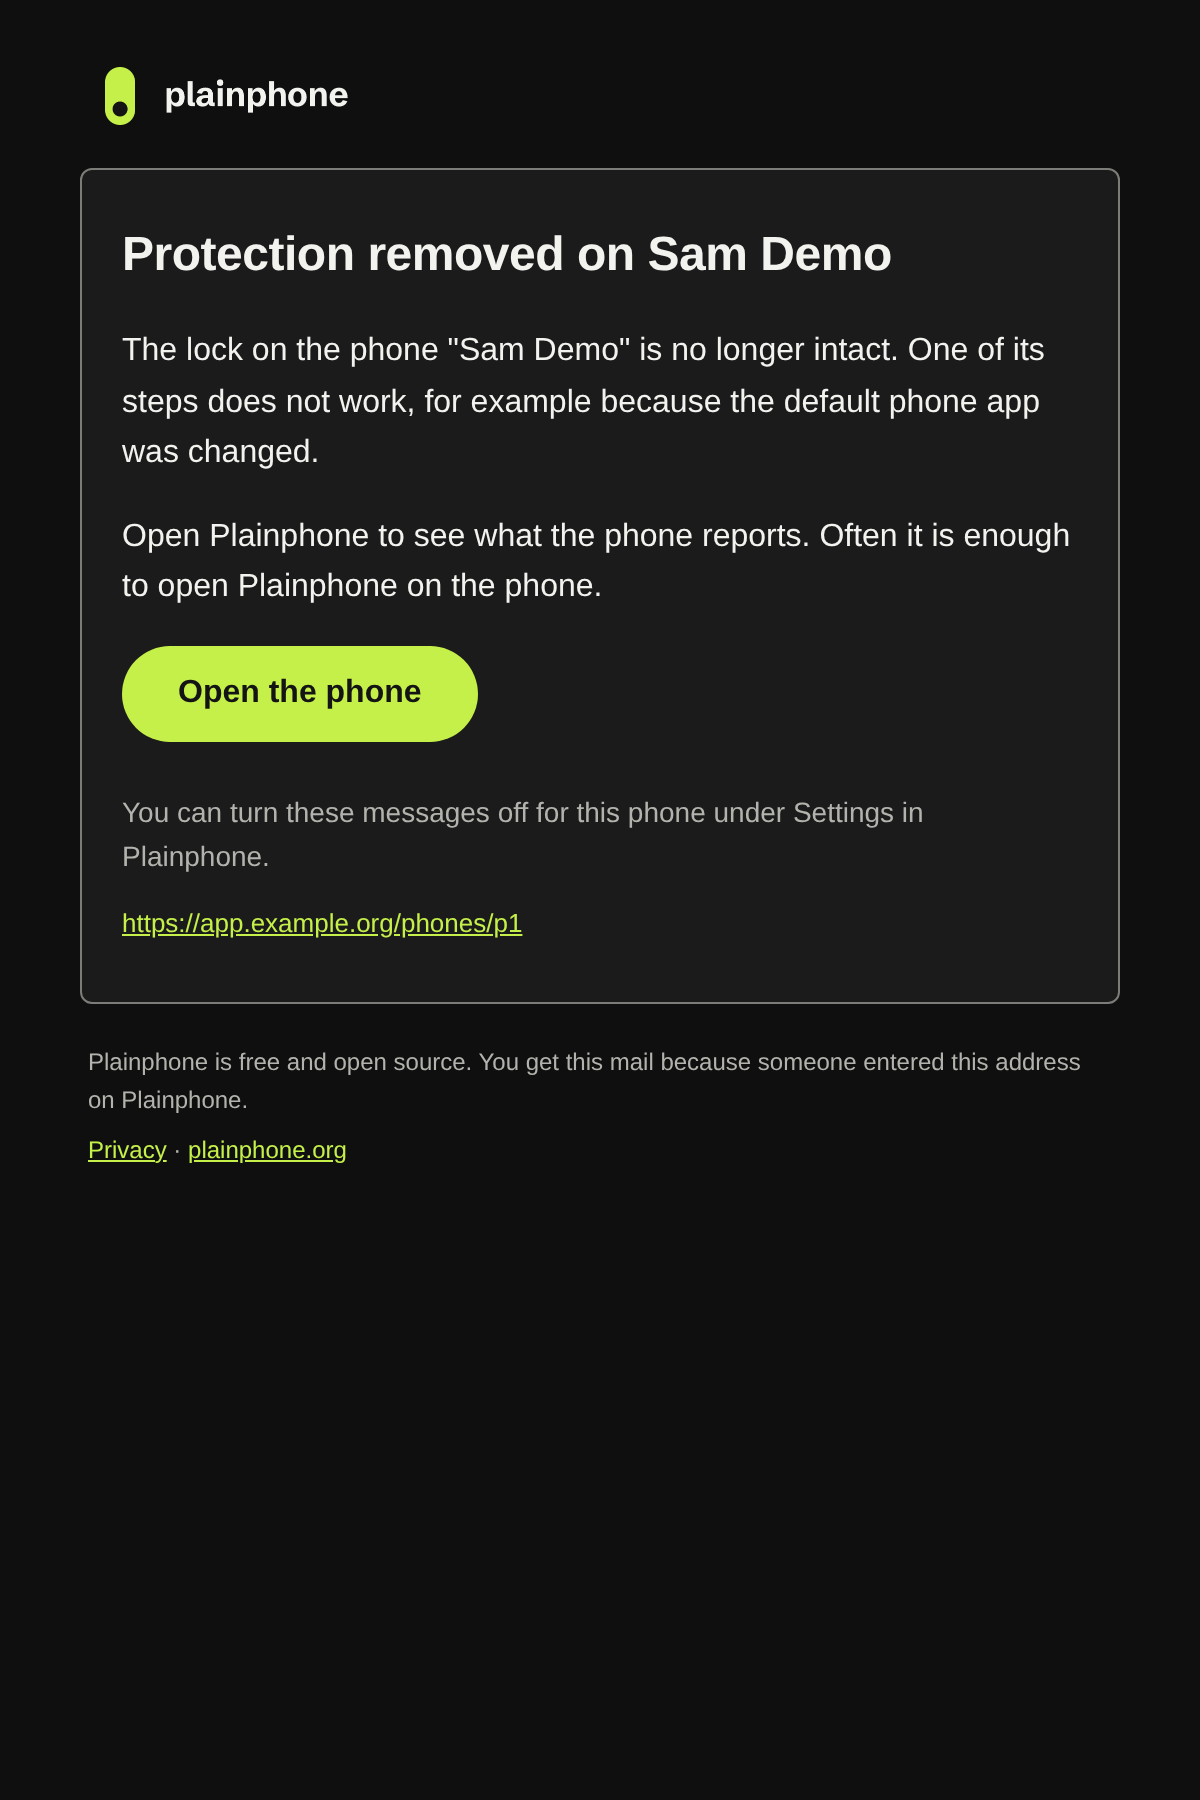 plainphone
Protection removed on Sam Demo
The lock on the phone "Sam Demo" is no longer intact. One of its
steps does not work, for example because the default phone app
was changed.
Open Plainphone to see what the phone reports. Often it is enough
to open Plainphone on the phone.
Open the phone
You can turn these messages off for this phone under Settings in
Plainphone.
https://app.example.org/phones/p1
Plainphone is free and open source. You get this mail because someone entered this address
on Plainphone.
Privacy · plainphone.org